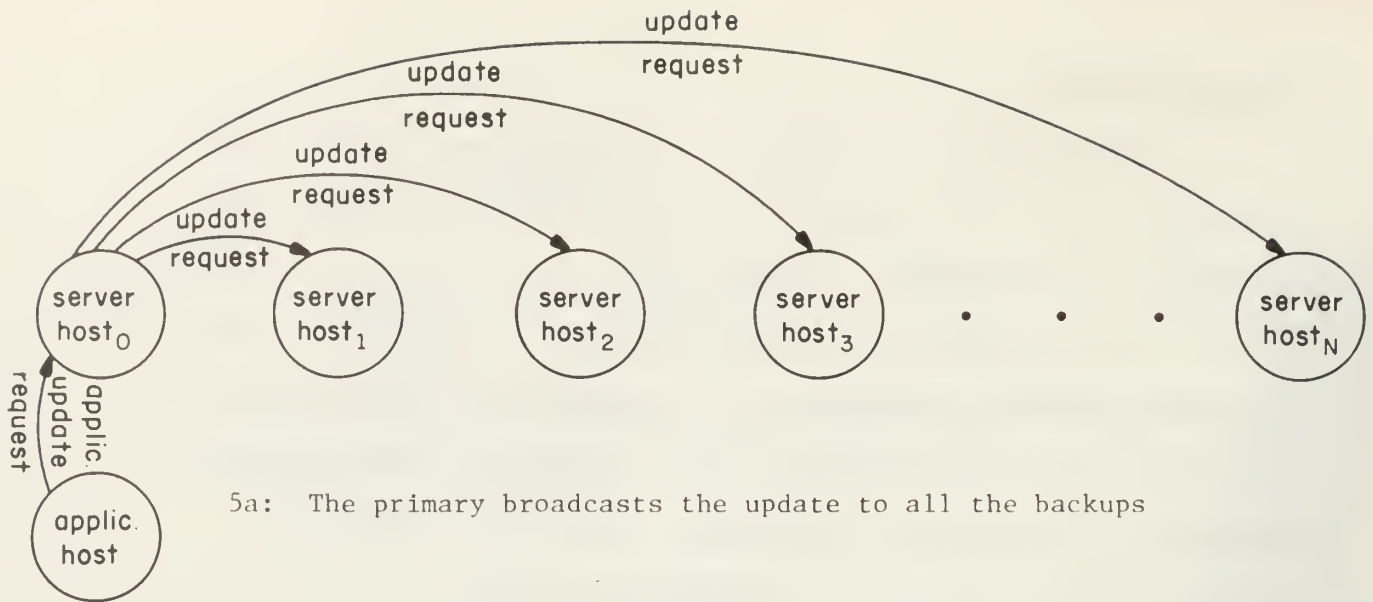 update
request
update
request
update
request
update
request
server
host₀
server
host₁
server
host₂
server
host₃
. . .
server
host_N
applic.
update
request
applic.
host
5a: The primary broadcasts the update to all the backups